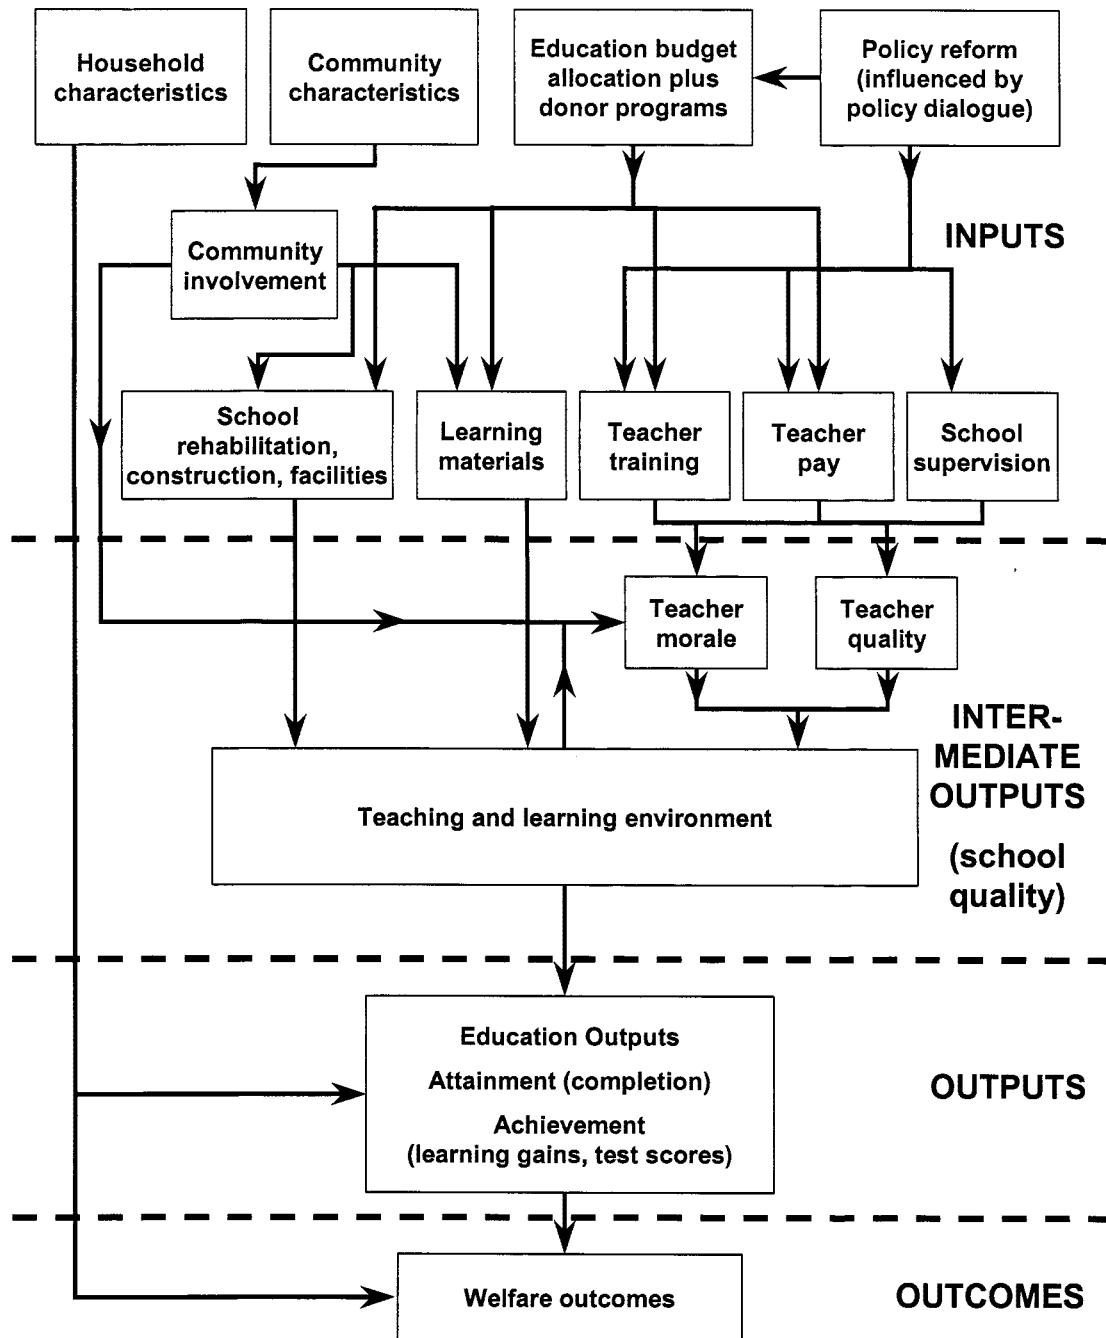 Household
characteristics
Community
characteristics
Education budget
allocation plus
donor programs
Policy reform
(influenced by
policy dialogue)
INPUTS
Community
involvement
School
rehabilitation,
construction, facilities
Learning
materials
Teacher
training
Teacher
pay
School
supervision
Teacher
morale
Teacher
quality
INTER-
MEDIATE
OUTPUTS
(school
quality)
Teaching and learning environment
Education Outputs
Attainment (completion)
Achievement
(learning gains, test scores)
OUTPUTS
Welfare outcomes
OUTCOMES